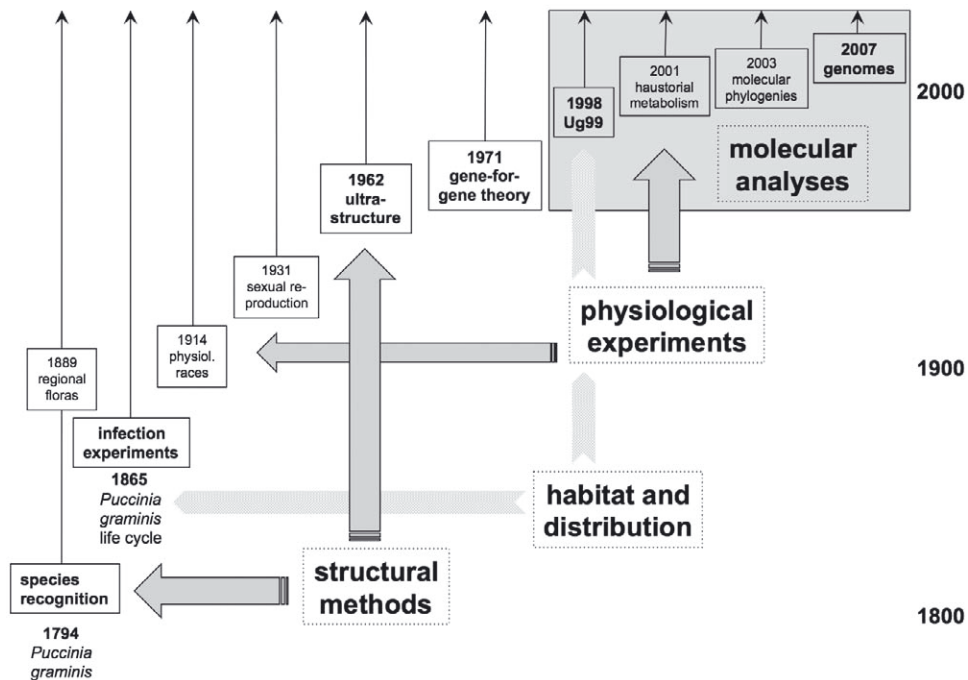 2007
genomes
2001
haustorial
metabolism
2003
molecular
phylogenies
2000
1998
Ug99
molecular
analyses
1971
gene-for-
gene theory
1962
ultra-
structure
1931
sexual re-
production
physiological
experiments
1914
physiol.
races
1889
regional
floras
1900
infection
experiments
1865
Puccinia
graminis
life cycle
habitat and
distribution
structural
methods
species
recognition
1800
1794
Puccinia
graminis